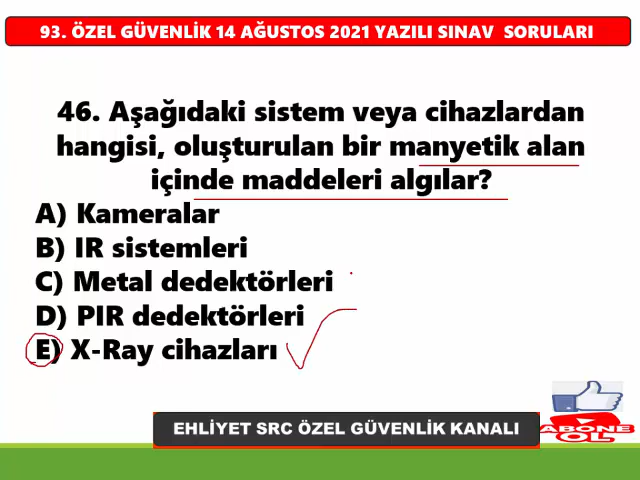 93. ÖZEL GÜVENLİK 14 AĞUSTOS 2021 YAZILI SINAV SORULARI
46. Aşağıdaki sistem veya cihazlardan
hangisi, oluşturulan bir manyetik alan
içinde maddeleri algılar?
A) Kameralar
B) IR sistemleri
C) Metal dedektörleri
D) PIR dedektörleri
E) X-Ray cihazları
EHLİYET SRC ÖZEL GÜVENLİK KANALI
ABONE
OL